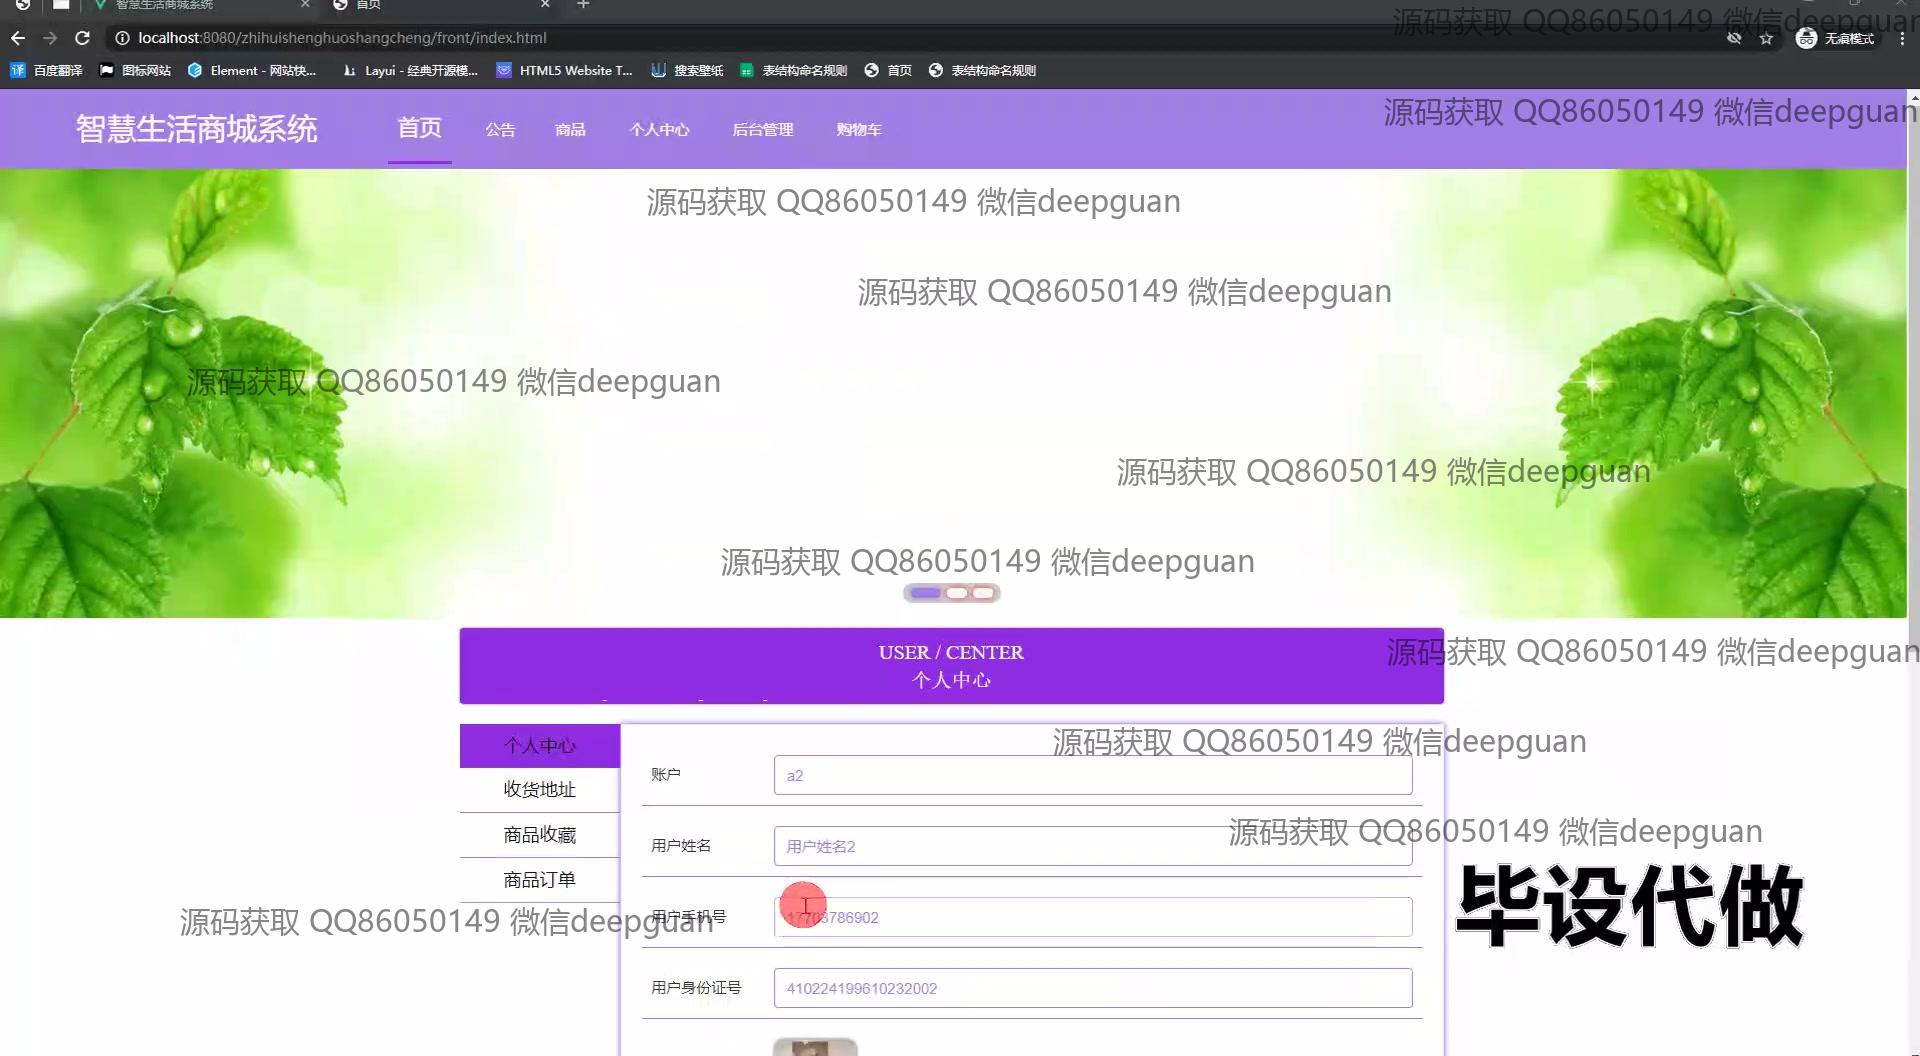 智慧生活商城系统
首页
localhost:8080/zhihuishenghuoshangcheng/front/index.html
无痕模式
源码获取 QQ86050149 微信deepguan
百度翻译
图标网站
Element - 网站快...
Layui - 经典开源模...
HTML5 Website T...
搜索壁纸
表结构命名规则
首页
表结构命名规则
智慧生活商城系统
首页
公告
商品
个人中心
后台管理
购物车
源码获取 QQ86050149 微信deepguan
源码获取 QQ86050149 微信deepguan
源码获取 QQ86050149 微信deepguan
源码获取 QQ86050149 微信deepguan
源码获取 QQ86050149 微信deepguan
源码获取 QQ86050149 微信deepguan
USER / CENTER
个人中心
源码获取 QQ86050149 微信deepguan
个人中心
收货地址
商品收藏
商品订单
源码获取 QQ86050149 微信deepguan
账户
a2
源码获取 QQ86050149 微信deepguan
用户姓名
用户姓名2
毕设代做
源码获取 QQ86050149 微信deepguan
用户手机号
17703786902
用户身份证号
410224199610232002